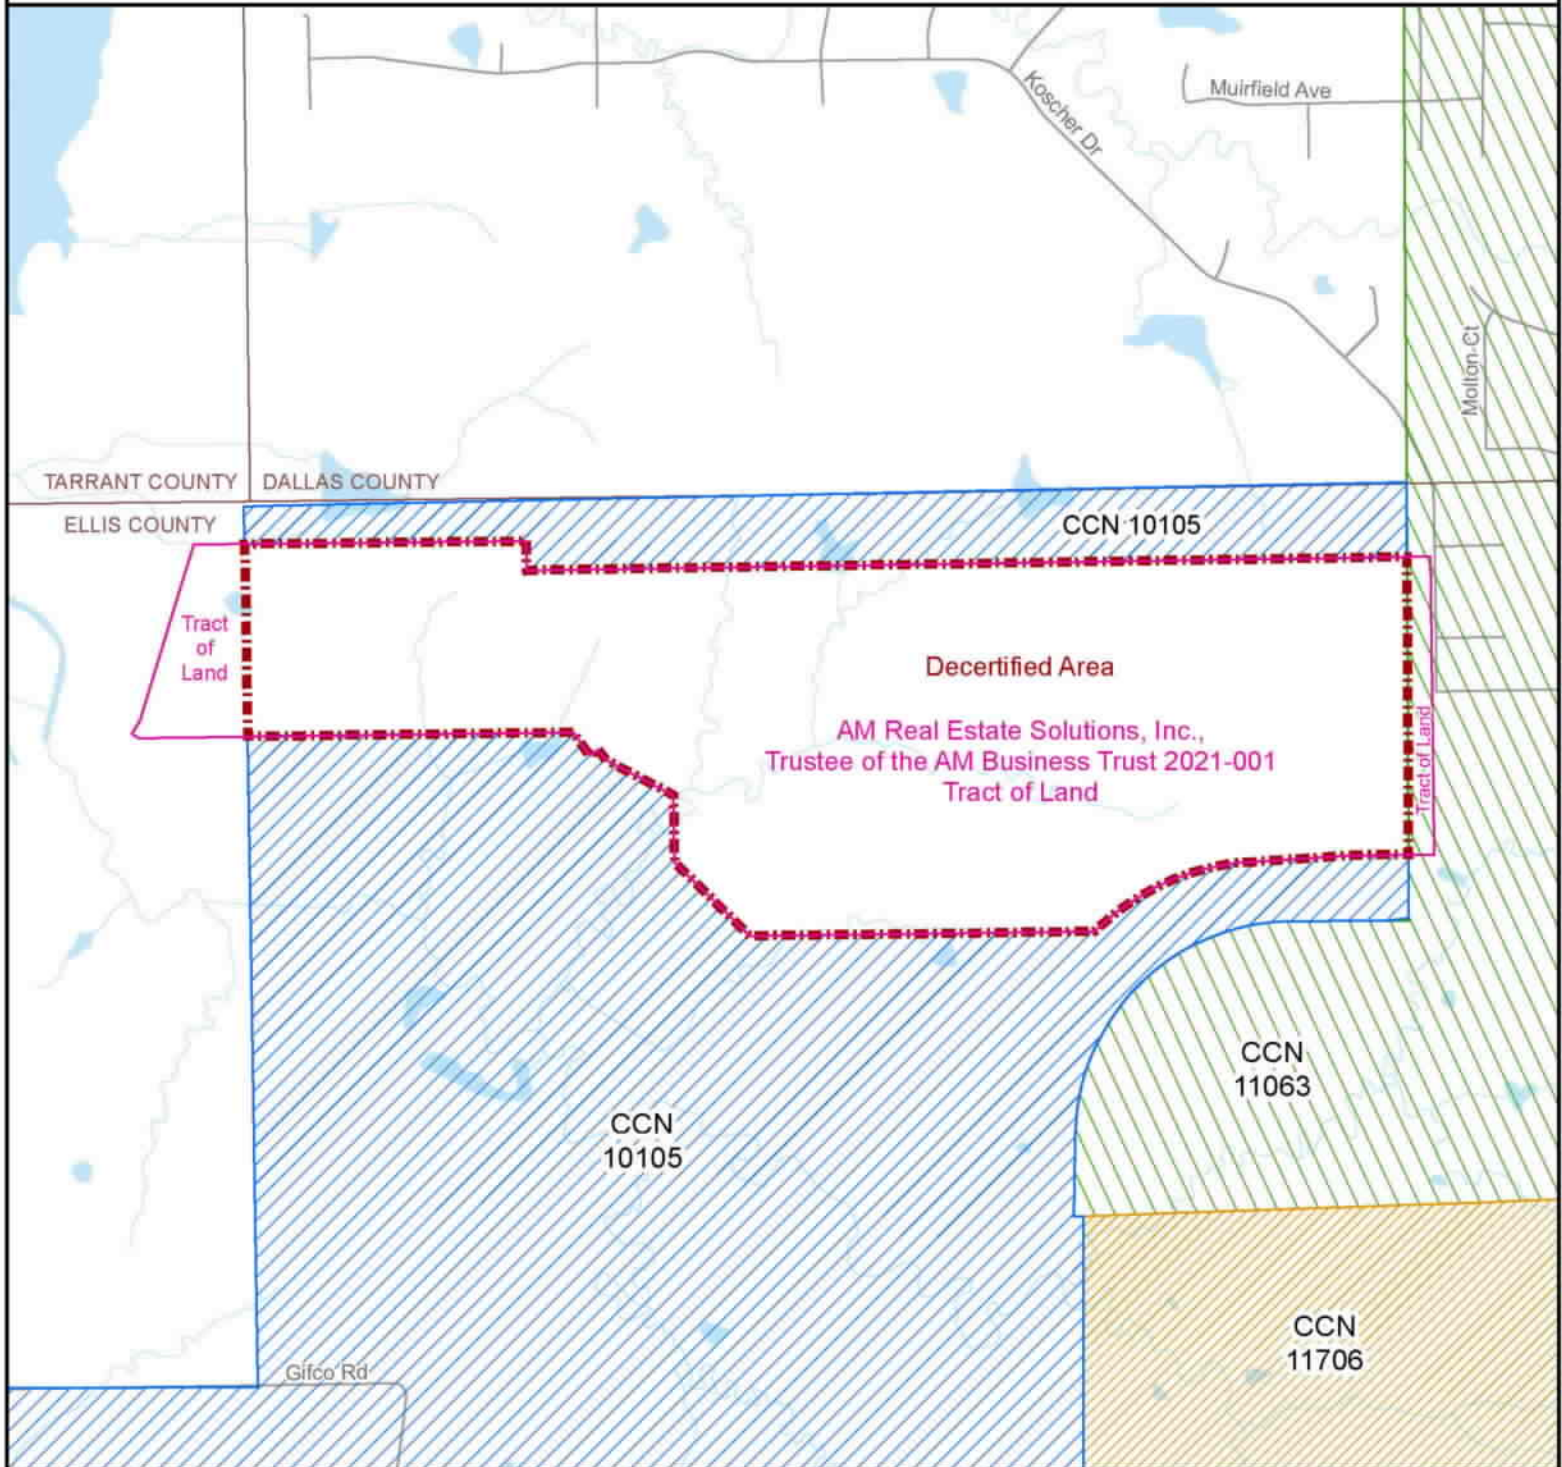 Koscher Dr
Muirfield Ave
Molton Ct
TARRANT COUNTY
DALLAS COUNTY
ELLIS COUNTY
CCN 10105
Tract
of
Land
Decertified Area
AM Real Estate Solutions, Inc.,
Trustee of the AM Business Trust 2021-001
Tract of Land
Tract of Land
CCN
11063
CCN
10105
CCN
11706
Gifco Rd